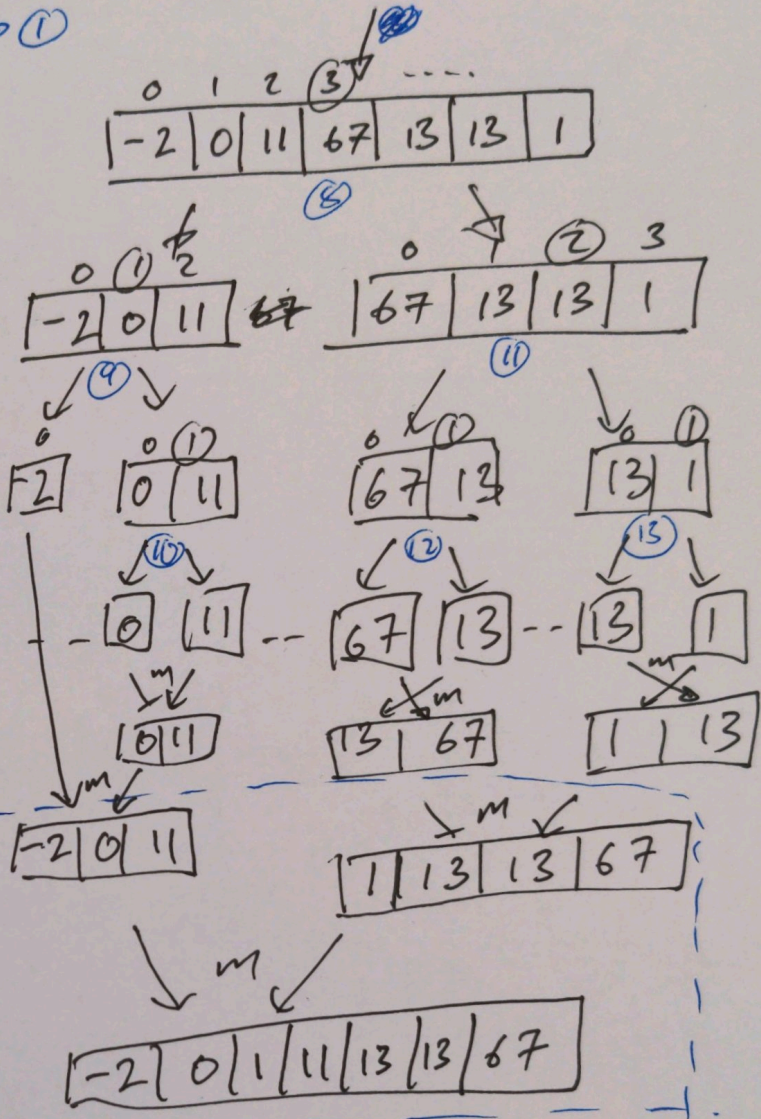 ①
0 1 2 ③ .....
-2 0 11 67 13 13 1
⑧
0 ① 2 0 1 ② 3
-2 0 11 67 67 13 13 1
⑨ ⑪
0 0 ① 0 ① 0 ①
-2 0 11 67 13 13 1
⑩ ⑫ ⑬
0 11 67 13 13 1
m m m
0 11 13 67 1 13
m m
-2 0 11 1 13 13 67
m
-2 0 1 11 13 13 67